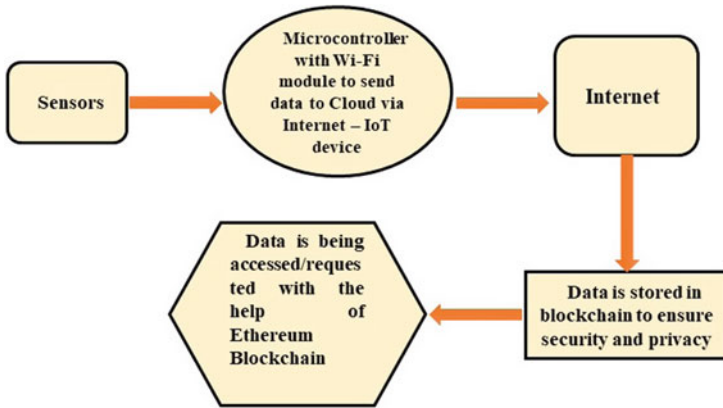 Sensors
Microcontroller
with Wi-Fi
module to send
data to Cloud via
Internet – IoT
device
Internet
Data is stored in
blockchain to ensure
security and privacy
Data is being
accessed/reques
ted with the
help of
Ethereum
Blockchain